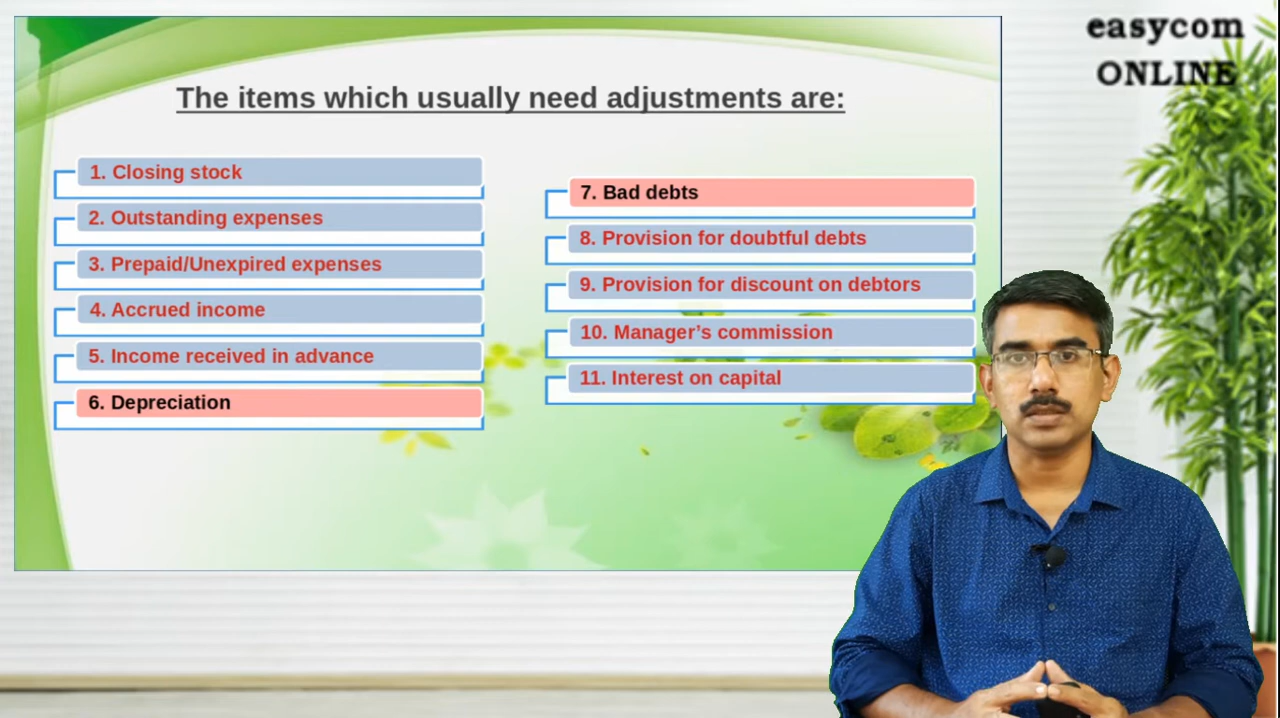 easycom
ONLINE
The items which usually need adjustments are:
1. Closing stock
2. Outstanding expenses
3. Prepaid/Unexpired expenses
4. Accrued income
5. Income received in advance
6. Depreciation
7. Bad debts
8. Provision for doubtful debts
9. Provision for discount on debtors
10. Manager’s commission
11. Interest on capital